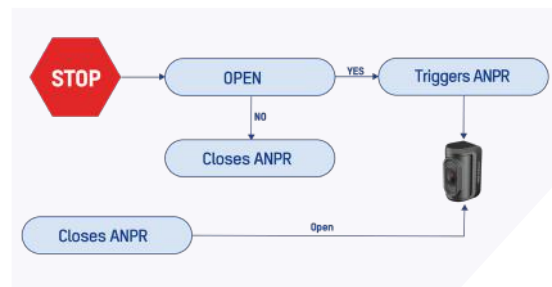 STOP
OPEN
YES
Triggers ANPR
NO
Closes ANPR
Closes ANPR
Open